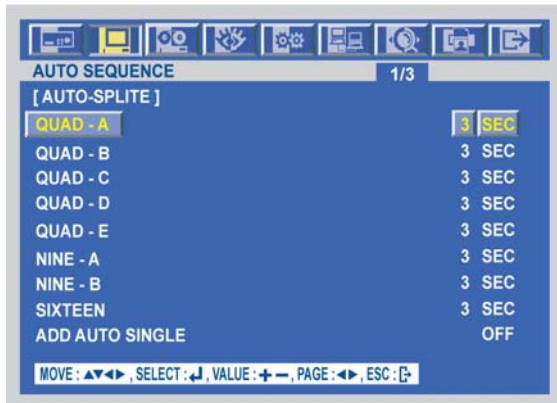 AUTO SEQUENCE 1/3
[ AUTO-SPLITE ]
QUAD - A 3 SEC
QUAD - B 3 SEC
QUAD - C 3 SEC
QUAD - D 3 SEC
QUAD - E 3 SEC
NINE - A 3 SEC
NINE - B 3 SEC
SIXTEEN 3 SEC
ADD AUTO SINGLE OFF
MOVE : ▲▼◀▶ , SELECT : ↲ , VALUE : + − , PAGE : ◀▶ , ESC :